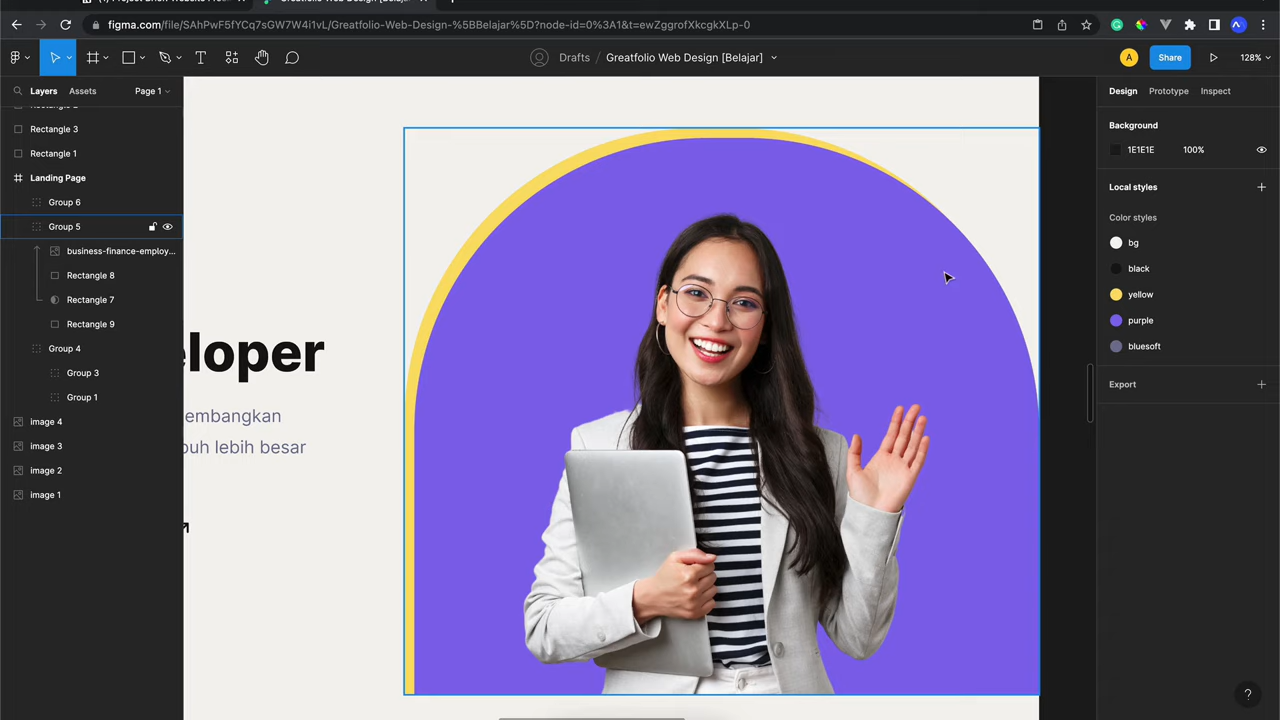 figma.com/file/SAhPwF5fYCq7sGW7W4i1vL/Greatfolio-Web-Design-%5BBelajar%5D?node-id=0%3A1&t=ewZggrofXkcgkXLp-0
Drafts / Greatfolio Web Design [Belajar]
A
Share
128%
Layers
Assets
Page 1
Rectangle 3
Rectangle 1
Landing Page
Group 6
Group 5
business-finance-employ...
Rectangle 8
Rectangle 7
Rectangle 9
Group 4
Group 3
Group 1
image 4
image 3
image 2
image 1
eloper
embangkan
buh lebih besar
Design
Prototype
Inspect
Background
1E1E1E
100%
Local styles
Color styles
bg
black
yellow
purple
bluesoft
Export
?